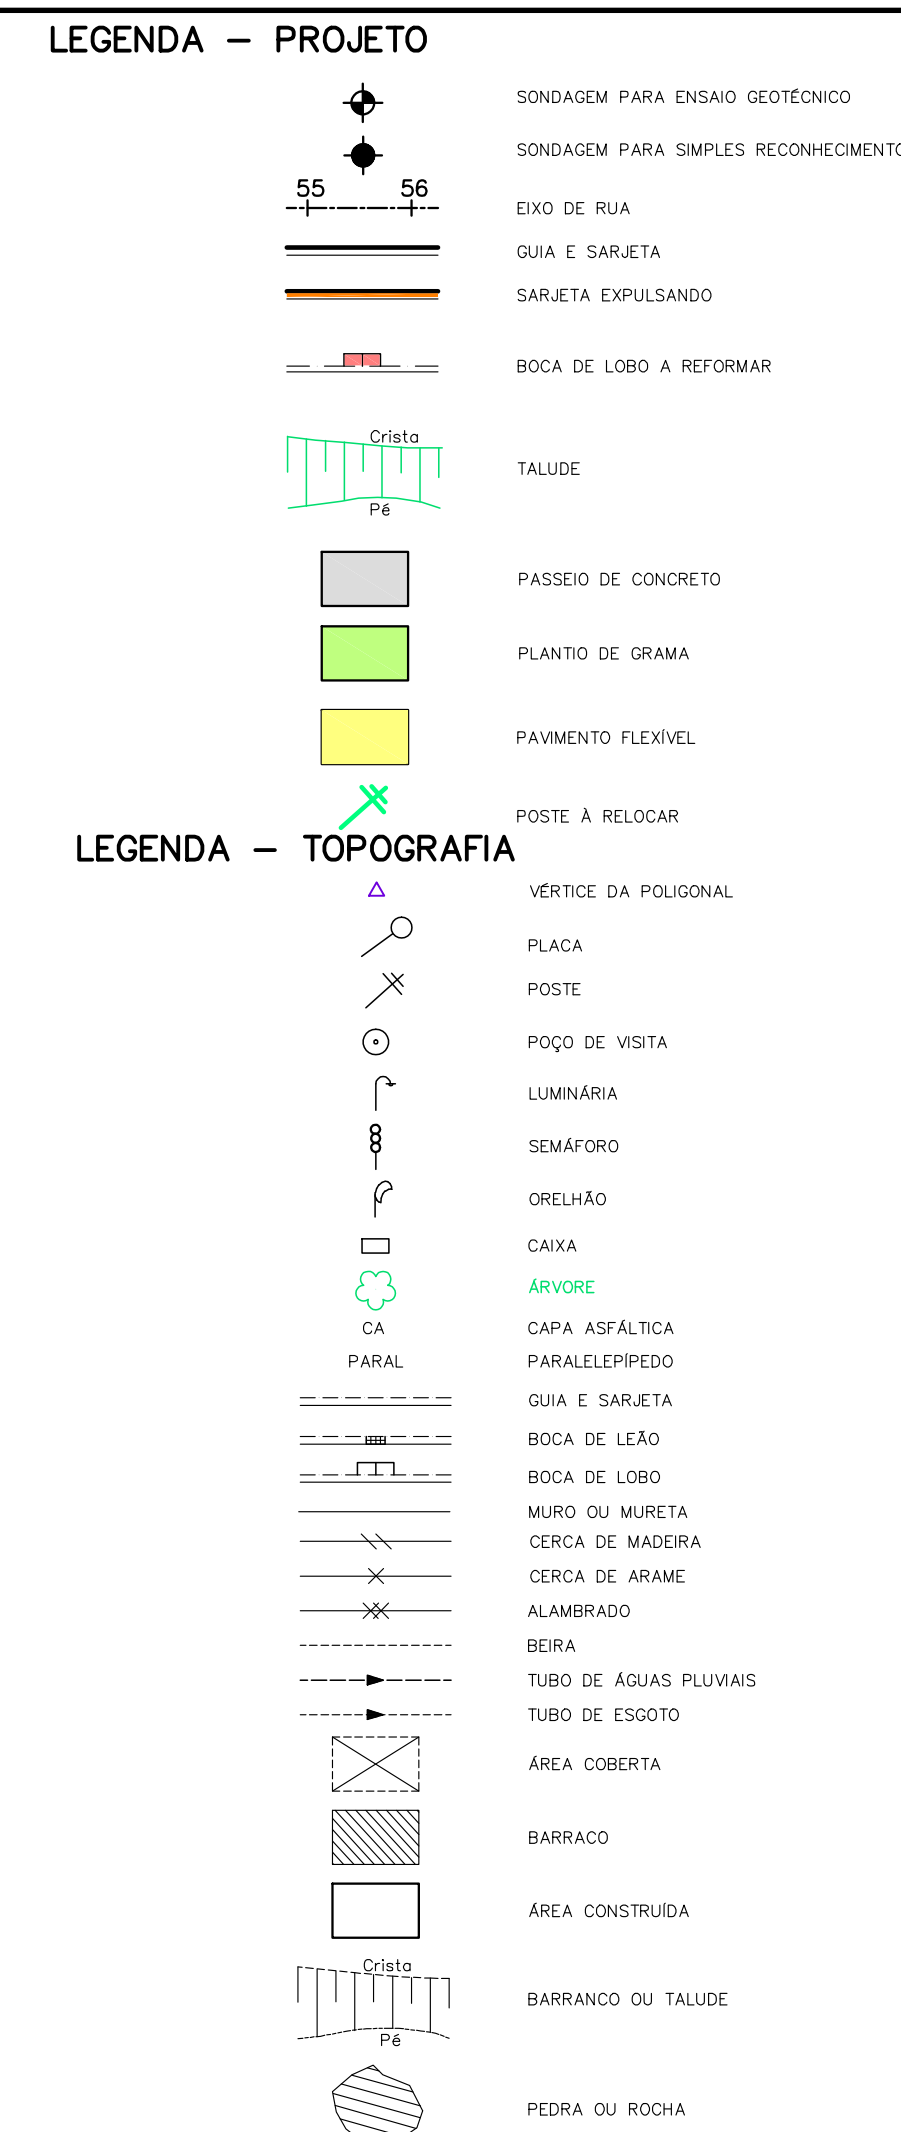 LEGENDA – PROJETO
SONDAGEM PARA ENSAIO GEOTÉCNICO
SONDAGEM PARA SIMPLES RECONHECIMENTO
55 56
EIXO DE RUA
GUIA E SARJETA
SARJETA EXPULSANDO
BOCA DE LOBO A REFORMAR
Crista
TALUDE
Pé
PASSEIO DE CONCRETO
PLANTIO DE GRAMA
PAVIMENTO FLEXÍVEL
POSTE À RELOCAR
LEGENDA – TOPOGRAFIA
VÉRTICE DA POLIGONAL
PLACA
POSTE
POÇO DE VISITA
LUMINÁRIA
SEMÁFORO
ORELHÃO
CAIXA
ÁRVORE
CA CAPA ASFÁLTICA
PARAL PARALELEPÍPEDO
GUIA E SARJETA
BOCA DE LEÃO
BOCA DE LOBO
MURO OU MURETA
CERCA DE MADEIRA
CERCA DE ARAME
ALAMBRADO
BEIRA
TUBO DE ÁGUAS PLUVIAIS
TUBO DE ESGOTO
ÁREA COBERTA
BARRACO
ÁREA CONSTRUÍDA
Crista
BARRANCO OU TALUDE
Pé
PEDRA OU ROCHA